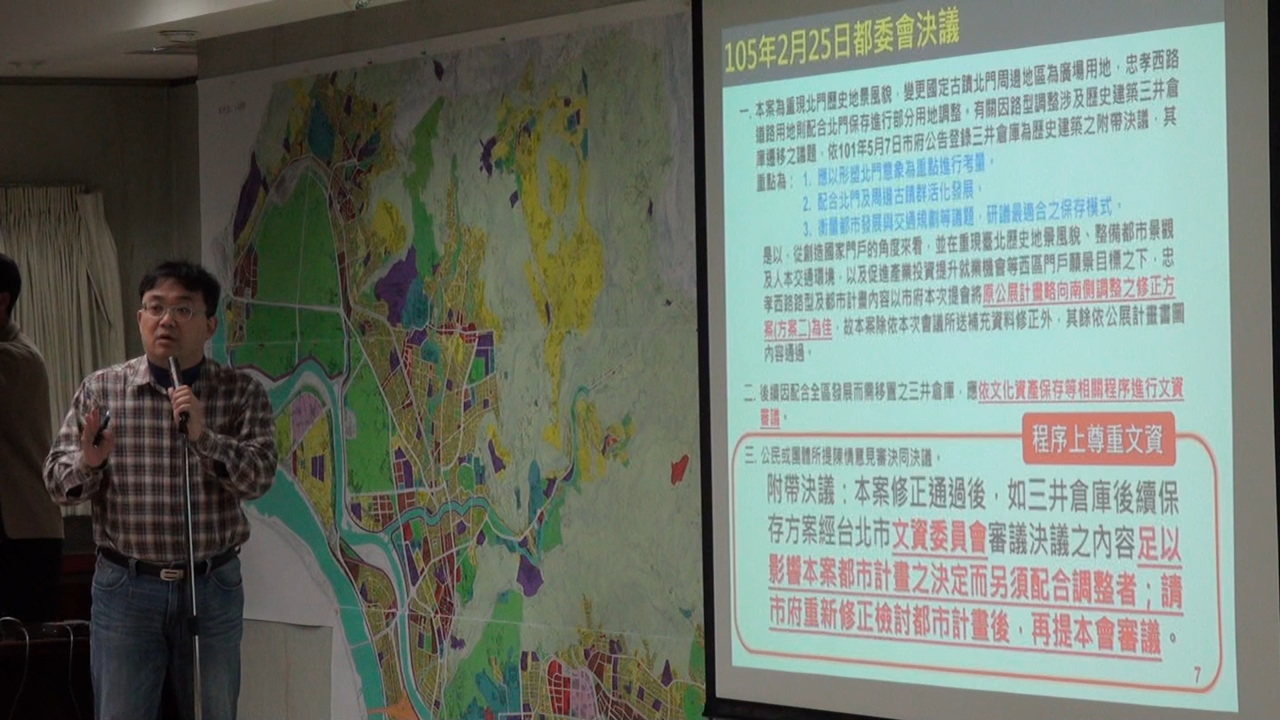 105年2月25日都委會決議
一. 本案為重現北門歷史地景風貌，變更國定古蹟北門周邊地區為廣場用地，忠孝西路
道路用地則配合北門保存進行部分用地調整，有關因路型調整涉及歷史建築三井倉
庫遷移之議題，依101年5月7日市府公告登錄三井倉庫為歷史建築之附帶決議，其
重點為： 1. 應以形塑北門意象為重點進行考量。
2. 配合北門及周邊古蹟群活化發展。
3. 衡量都市發展與交通規劃等議題，研議最適合之保存模式。
是以、從創造國家門戶的角度來看，並在重現臺北歷史地景風貌、整備都市景觀
及人本交通環境，以及促進產業投資提升就業機會等西區門戶願景目標之下，忠
孝西路路型及都市計畫內容以市府本次提會將原公展計畫略向南側調整之修正方
案(方案二)為佳，故本案除依本次會議所送補充資料修正外，其餘依公展計畫書圖
內容通過。
二. 後續因配合全區發展而需移置之三井倉庫，應依文化資產保存等相關程序進行文資
審議。
程序上尊重文資
三. 公民或團體所提陳情意見審決同決議。
附帶決議：本案修正通過後，如三井倉庫後續保
存方案經台北市文資委員會審議決議之內容足以
影響本案都市計畫之決定而另須配合調整者；請
市府重新修正檢討都市計畫後，再提本會審議。
7